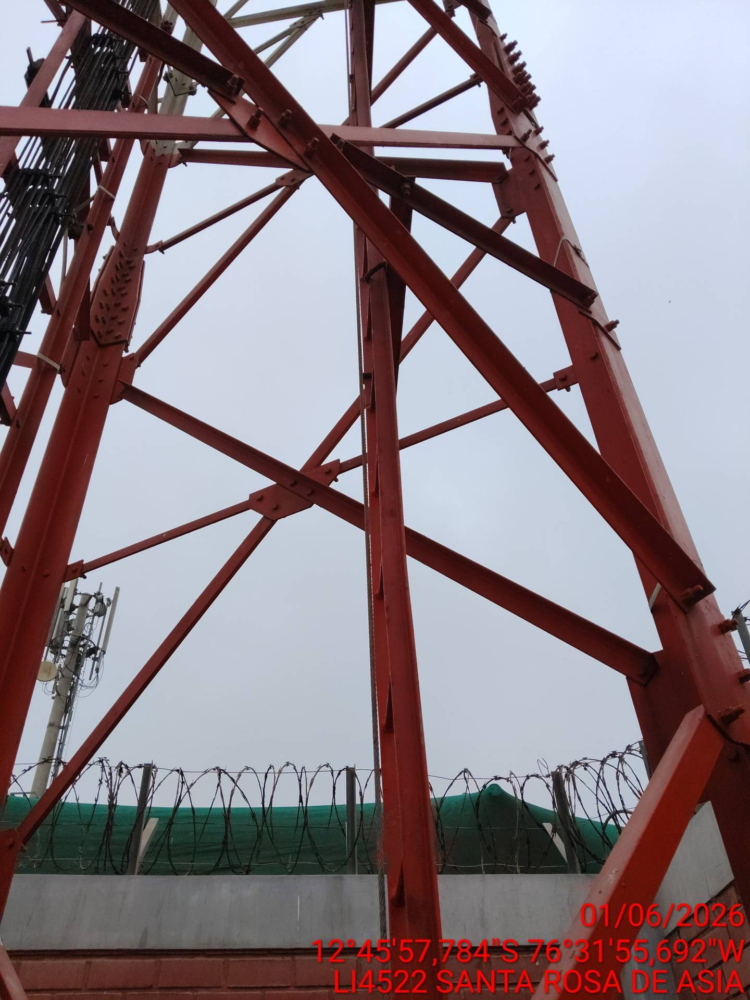 01/06/2026
12°45'57,784"S 76°31'55,692"W
LI4522 SANTA ROSA DE ASIA